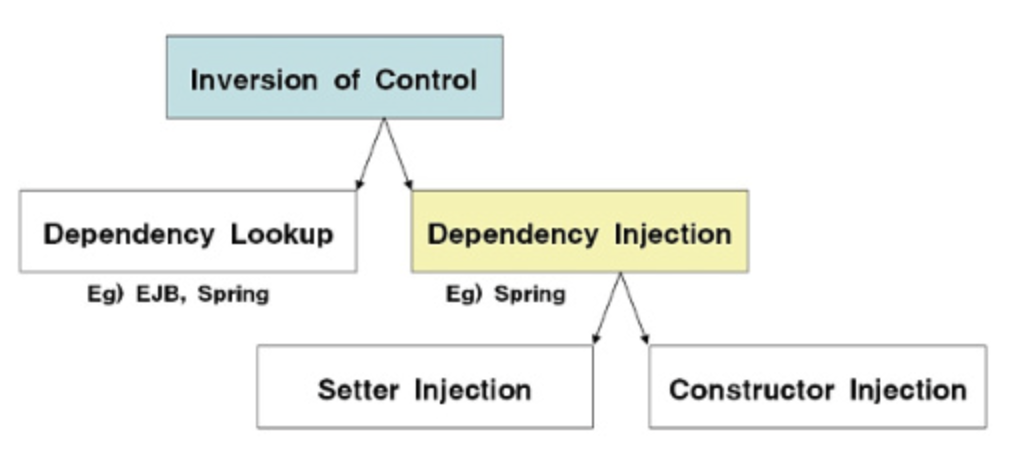 Inversion of Control
Dependency Lookup
Dependency Injection
Eg) EJB, Spring
Eg) Spring
Setter Injection
Constructor Injection